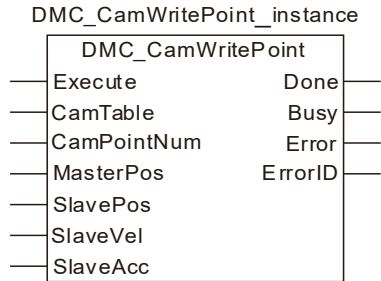 DMC_CamWritePoint_instance
DMC_CamWritePoint
Execute Done
CamTable Busy
CamPointNum Error
MasterPos ErrorID
SlavePos
SlaveVel
SlaveAcc